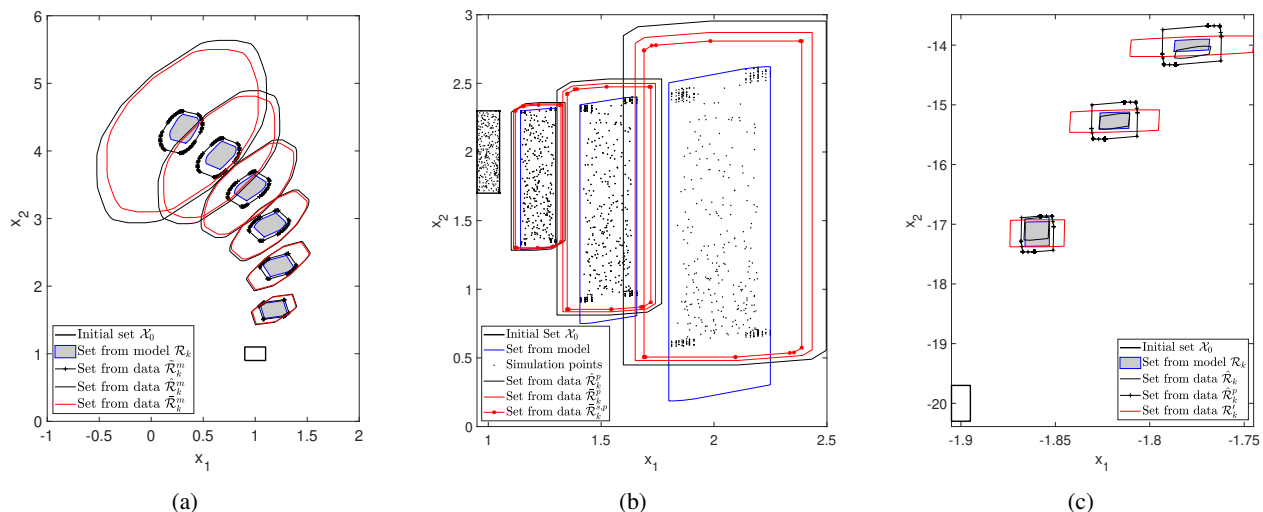 6
5
4
3
2
1
0
-1
-0.5
0
0.5
1
1.5
2
x₂
x₁
Initial set 𝒳₀
Set from model ℛₖ
Set from data ℛ̃ₖᵐ
Set from data ℛ̂ₖᵐ
Set from data ℛ̄ₖᵐ
(a)
3
2.5
2
1.5
1
0.5
0
1
1.5
2
2.5
x₂
x₁
Initial Set 𝒳₀
Set from model
Simulation points
Set from data ℛ̂ₖᵖ
Set from data ℛ̄ₖᵖ
Set from data ℛ̄ₖˢ,ᵖ
(b)
-14
-15
-16
-17
-18
-19
-20
-1.9
-1.85
-1.8
-1.75
x₂
x₁
Initial set 𝒳₀
Set from model ℛₖ
Set from data ℛ̂ₖ
Set from data ℛ̂ₖᵖ
Set from data ℛ′ₖ
(c)